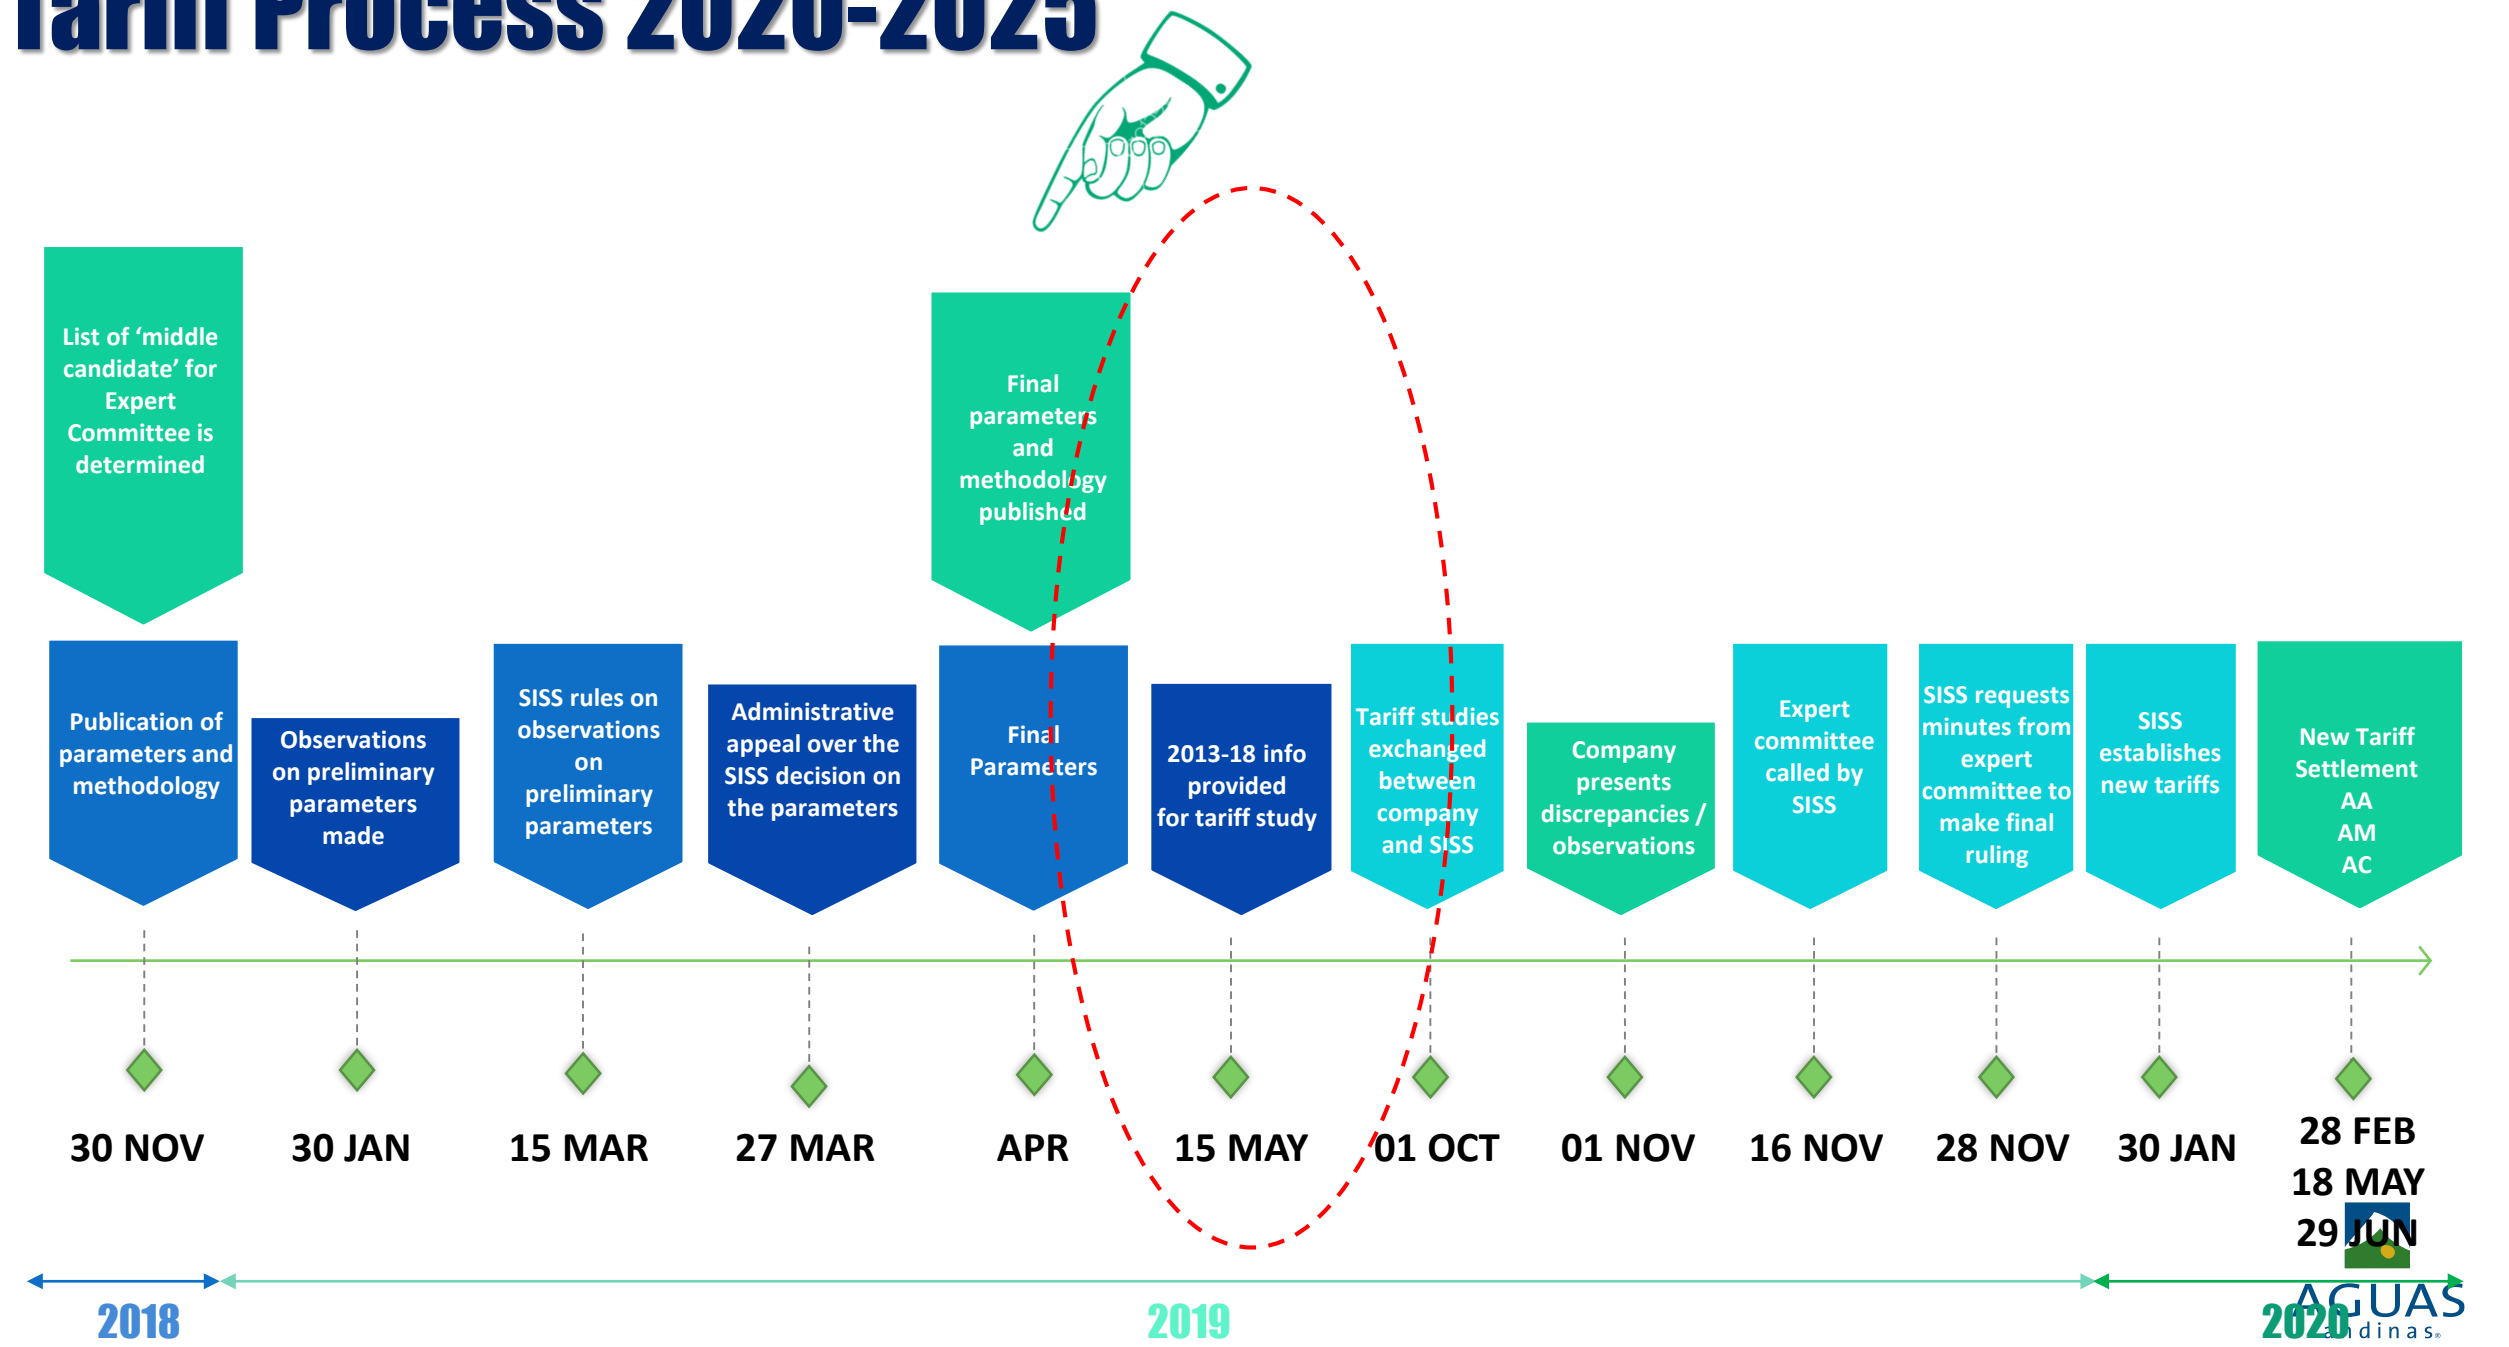 Tariff Process 2020-2025
List of ‘middle
candidate’ for
Expert
Committee is
determined
Final
parameters
and
methodology
published
Publication of
parameters and
methodology
Observations
on preliminary
parameters
made
SISS rules on
observations
on
preliminary
parameters
Administrative
appeal over the
SISS decision on
the parameters
Final
Parameters
2013-18 info
provided
for tariff study
Tariff studies
exchanged
between
company
and SISS
Company
presents
discrepancies /
observations
Expert
committee
called by
SISS
SISS requests
minutes from
expert
committee to
make final
ruling
SISS
establishes
new tariffs
New Tariff
Settlement
AA
AM
AC
30 NOV
30 JAN
15 MAR
27 MAR
APR
15 MAY
01 OCT
01 NOV
16 NOV
28 NOV
30 JAN
28 FEB
18 MAY
29 JUN
2018
2019
2020
AGUAS
andinas®